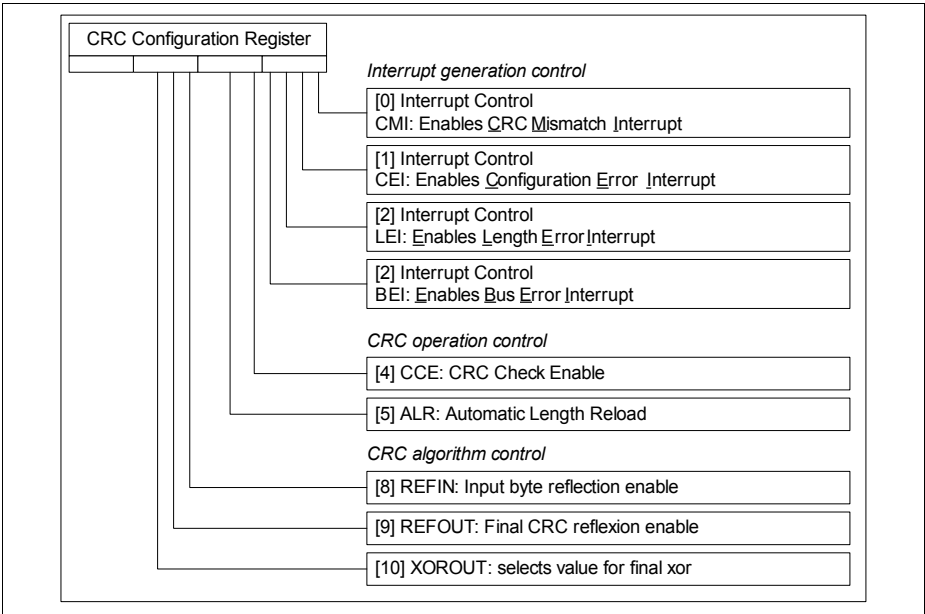 CRC Configuration Register
Interrupt generation control
[0] Interrupt Control
CMI: Enables CRC Mismatch Interrupt
[1] Interrupt Control
CEI: Enables Configuration Error Interrupt
[2] Interrupt Control
LEI: Enables Length Error Interrupt
[2] Interrupt Control
BEI: Enables Bus Error Interrupt
CRC operation control
[4] CCE: CRC Check Enable
[5] ALR: Automatic Length Reload
CRC algorithm control
[8] REFIN: Input byte reflection enable
[9] REFOUT: Final CRC reflexion enable
[10] XOROUT: selects value for final xor